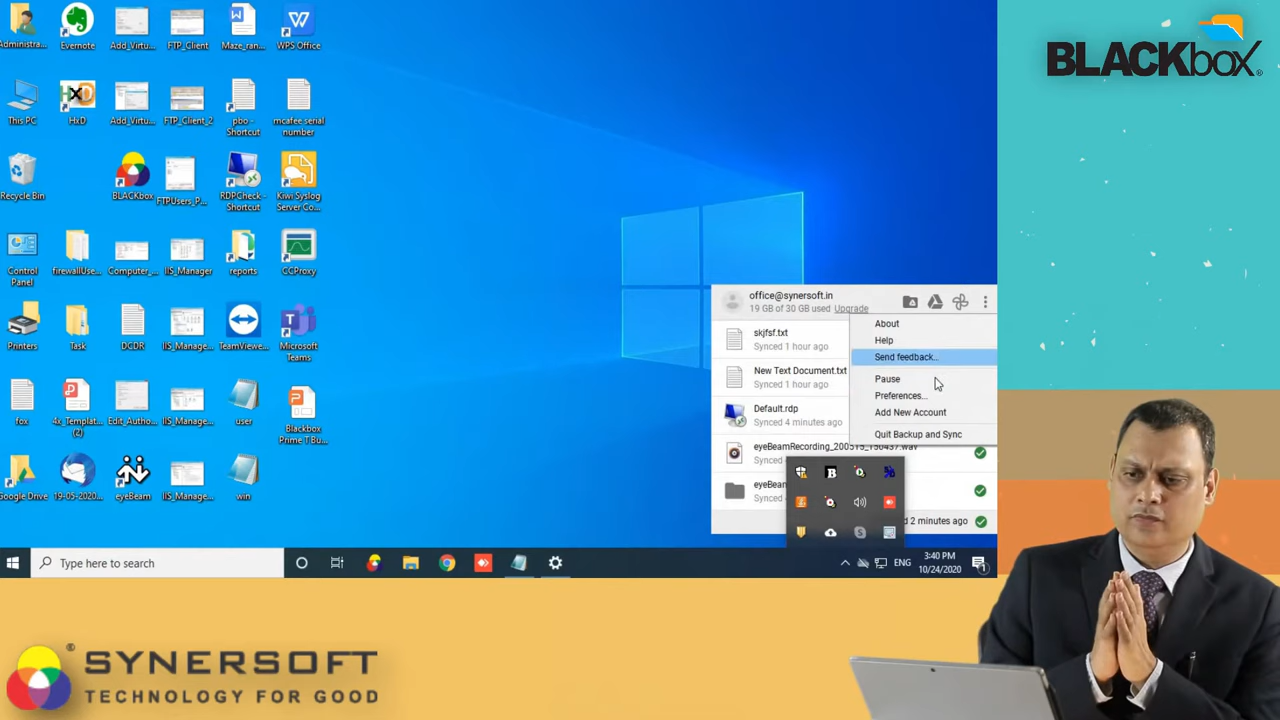 Administra...
Evernote
Add_Virtu...
FTP_Client
Maze_ran...
WPS Office
This PC
HxD
Add_Virtu...
FTP_Client_2
pbo -
Shortcut
mcafee serial
number
Recycle Bin
BLACKbox
FTPUsers_P...
RDPCheck -
Shortcut
Kiwi Syslog
Server Co...
Control
Panel
firewallUse...
Computer_...
IIS_Manager
reports
CCProxy
Printers
Task
DCDR
IIS_Manage...
TeamViewe...
Microsoft
Teams
fox
4x_Templat...
(2)
Edit_Autho...
IIS_Manage...
user
Blackbox
Prime T Bu...
Google Drive
19-05-2020...
eyeBeam
IIS_Manage...
win
office@synersoft.in
19 GB of 30 GB used Upgrade
skjfsf.txt
Synced 1 hour ago
New Text Document.txt
Synced 1 hour ago
Default.rdp
Synced 4 minutes ago
eyeBeamRecording_200515_150437.wav
Synced
eyeBeam
Synced
d 2 minutes ago
About
Help
Send feedback...
Pause
Preferences...
Add New Account
Quit Backup and Sync
Type here to search
ENG
3:40 PM
10/24/2020
1
BLACKbox®
SYNERSOFT®
TECHNOLOGY FOR GOOD